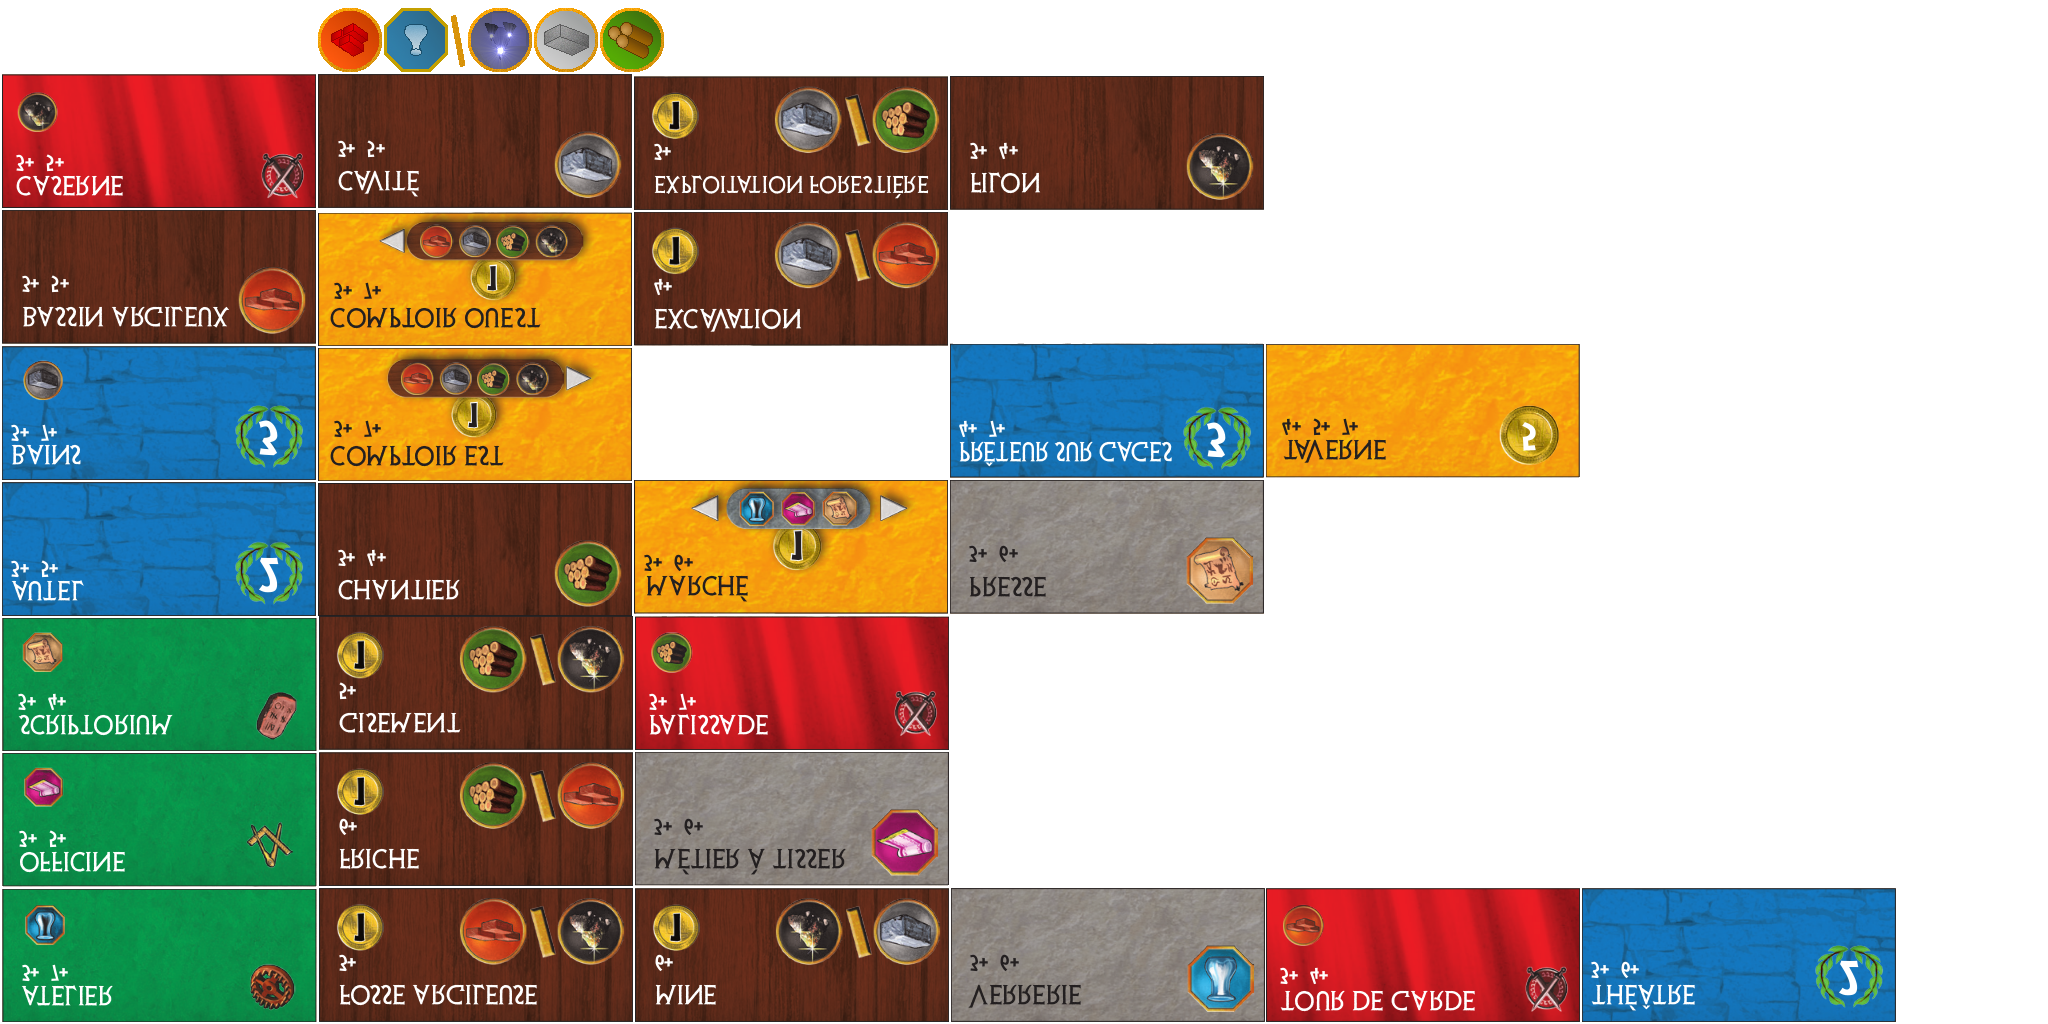 3+ 5+
CASERNE
3+ 5+
CAVITÉ
1
3+
EXPLOITATION FORESTIÈRE
3+ 4+
FILON
3+ 5+
BASSIN ARGILEUX
1
3+ 7+
COMPTOIR OUEST
1
4+
EXCAVATION
3+ 7+
BAINS
3
1
3+ 7+
COMPTOIR EST
4+ 7+
PRÊTEUR SUR GAGES
3
4+ 5+ 7+
TAVERNE
5
3+ 5+
AUTEL
2
3+ 4+
CHANTIER
1
3+ 6+
MARCHÉ
3+ 6+
PRESSE
3+ 4+
SCRIPTORIUM
1
5+
GISEMENT
3+ 7+
PALISSADE
3+ 5+
OFFICINE
1
6+
FRICHE
3+ 6+
MÉTIER À TISSER
3+ 7+
ATELIER
1
3+
FOSSE ARGILEUSE
1
6+
MINE
3+ 6+
VERRERIE
3+ 4+
TOUR DE GARDE
3+ 6+
THÉÂTRE
2